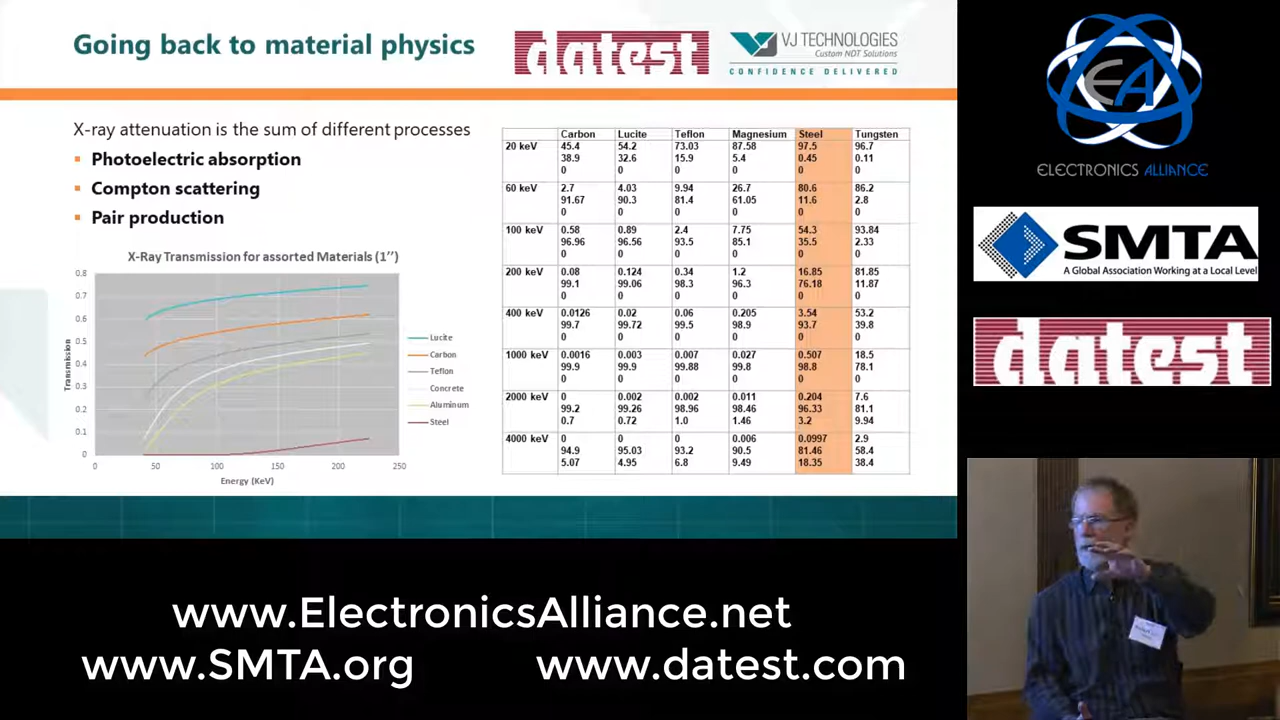 Going back to material physics
datest
VJ TECHNOLOGIES
Custom NDT Solutions
CONFIDENCE DELIVERED
X-ray attenuation is the sum of different processes
Photoelectric absorption
Compton scattering
Pair production
X-Ray Transmission for assorted Materials (1’’)
Transmission
0.8
0.7
0.6
0.5
0.4
0.3
0.2
0.1
0
0 50 100 150 200 250
Energy (KeV)
Lucite
Carbon
Teflon
Concrete
Aluminum
Steel
Carbon Lucite Teflon Magnesium Steel Tungsten
20 keV 45.4 54.2 73.03 87.58 97.5 96.7
38.9 32.6 15.9 5.4 0.45 0.11
0 0 0 0 0 0
60 keV 2.7 4.03 9.94 26.7 80.6 86.2
91.67 90.3 81.4 61.05 11.6 2.8
0 0 0 0 0 0
100 keV 0.58 0.89 2.4 7.75 54.3 93.84
96.96 96.56 93.5 85.1 35.5 2.33
0 0 0 0 0 0
200 keV 0.08 0.124 0.34 1.2 16.85 81.85
99.1 99.06 98.3 96.3 76.18 11.87
0 0 0 0 0 0
400 keV 0.0126 0.02 0.06 0.205 3.54 53.2
99.7 99.72 99.5 98.9 93.7 39.8
0 0 0 0 0 0
1000 keV 0.0016 0.003 0.007 0.027 0.507 18.5
99.9 99.9 99.88 99.8 98.8 78.1
0 0 0 0 0 0
2000 keV 0 0.002 0.002 0.011 0.204 7.6
99.2 99.26 98.96 98.46 96.33 81.1
0.7 0.72 1.0 1.46 3.2 9.94
4000 keV 0 0 0 0.006 0.0997 2.9
94.9 95.03 93.2 90.5 81.46 58.4
5.07 4.95 6.8 9.49 18.35 38.4
EA
ELECTRONICS ALLIANCE
SMTA
A Global Association Working at a Local Level
datest
www.ElectronicsAlliance.net
www.SMTA.org www.datest.com